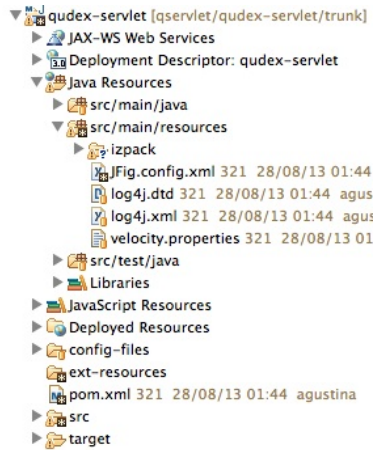 qudex-servlet [qservlet/qudex-servlet/trunk]
JAX-WS Web Services
Deployment Descriptor: qudex-servlet
Java Resources
src/main/java
src/main/resources
izpack
JFig.config.xml 321 28/08/13 01:44
log4j.dtd 321 28/08/13 01:44 agus
log4j.xml 321 28/08/13 01:44 agus
velocity.properties 321 28/08/13 01
src/test/java
Libraries
JavaScript Resources
Deployed Resources
config-files
ext-resources
pom.xml 321 28/08/13 01:44 agustina
src
target